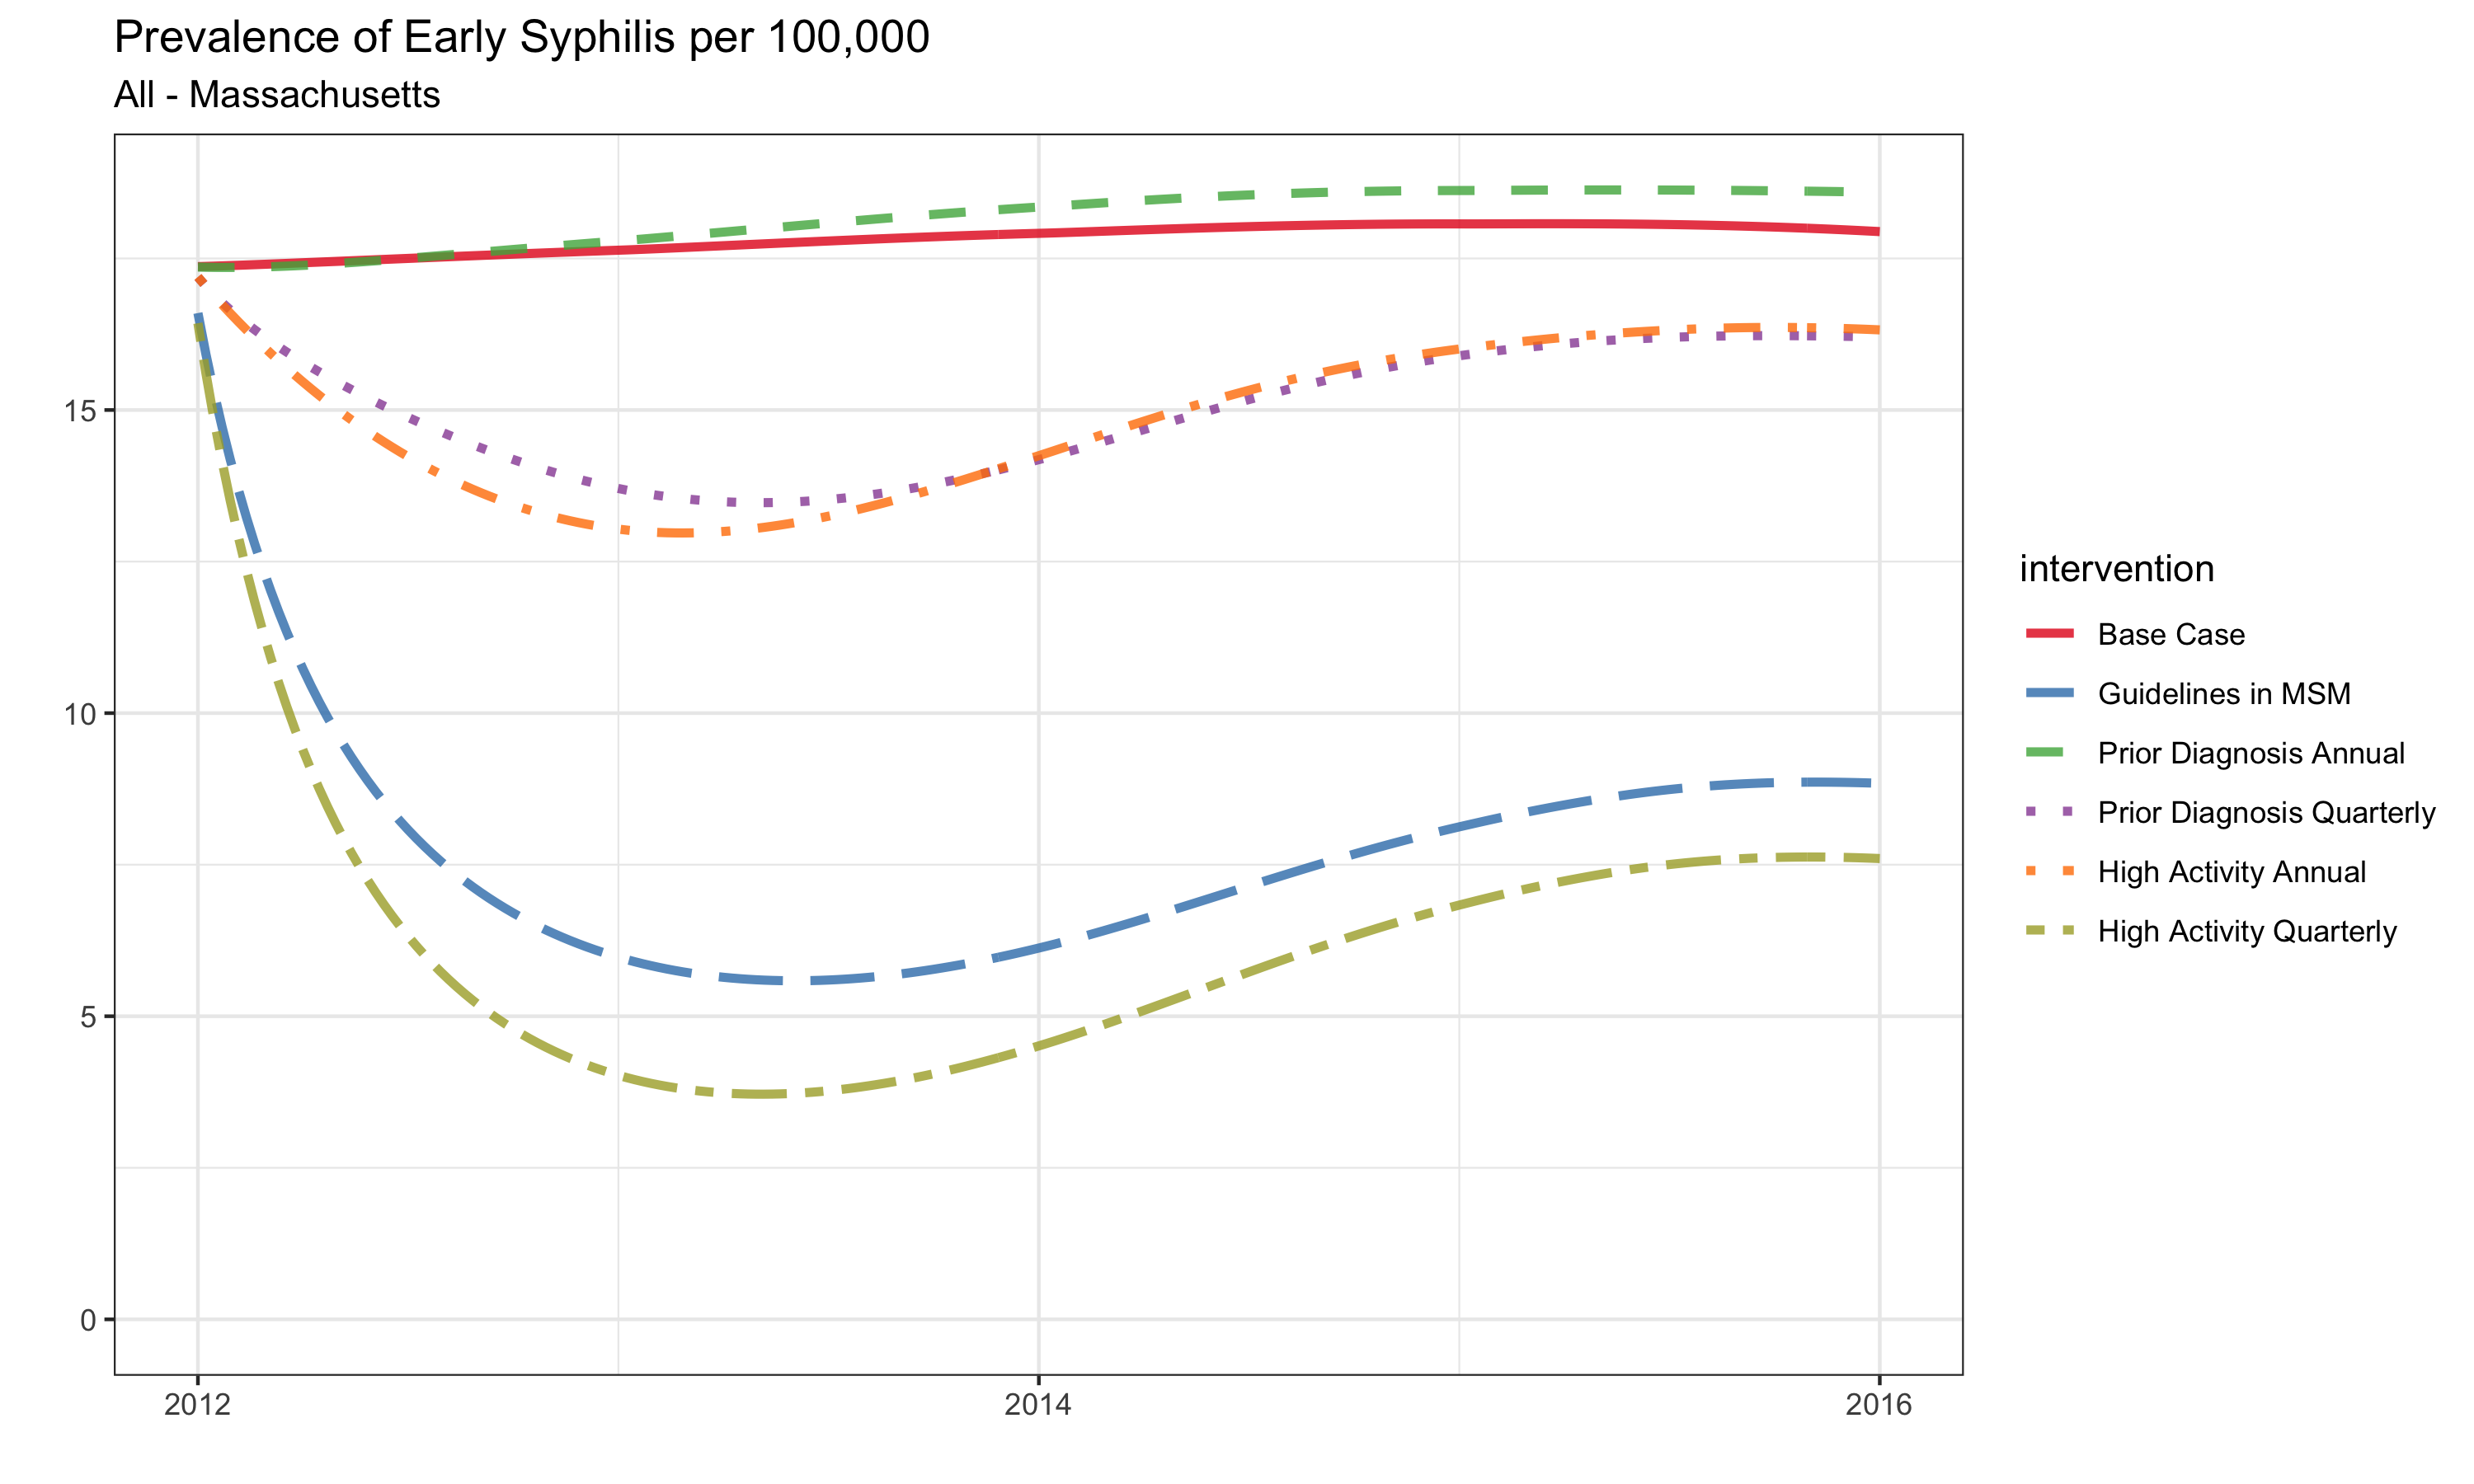 Prevalence of Early Syphilis per 100,000
All - Massachusetts
15
10
5
0
2012
2014
2016
intervention
Base Case
Guidelines in MSM
Prior Diagnosis Annual
Prior Diagnosis Quarterly
High Activity Annual
High Activity Quarterly